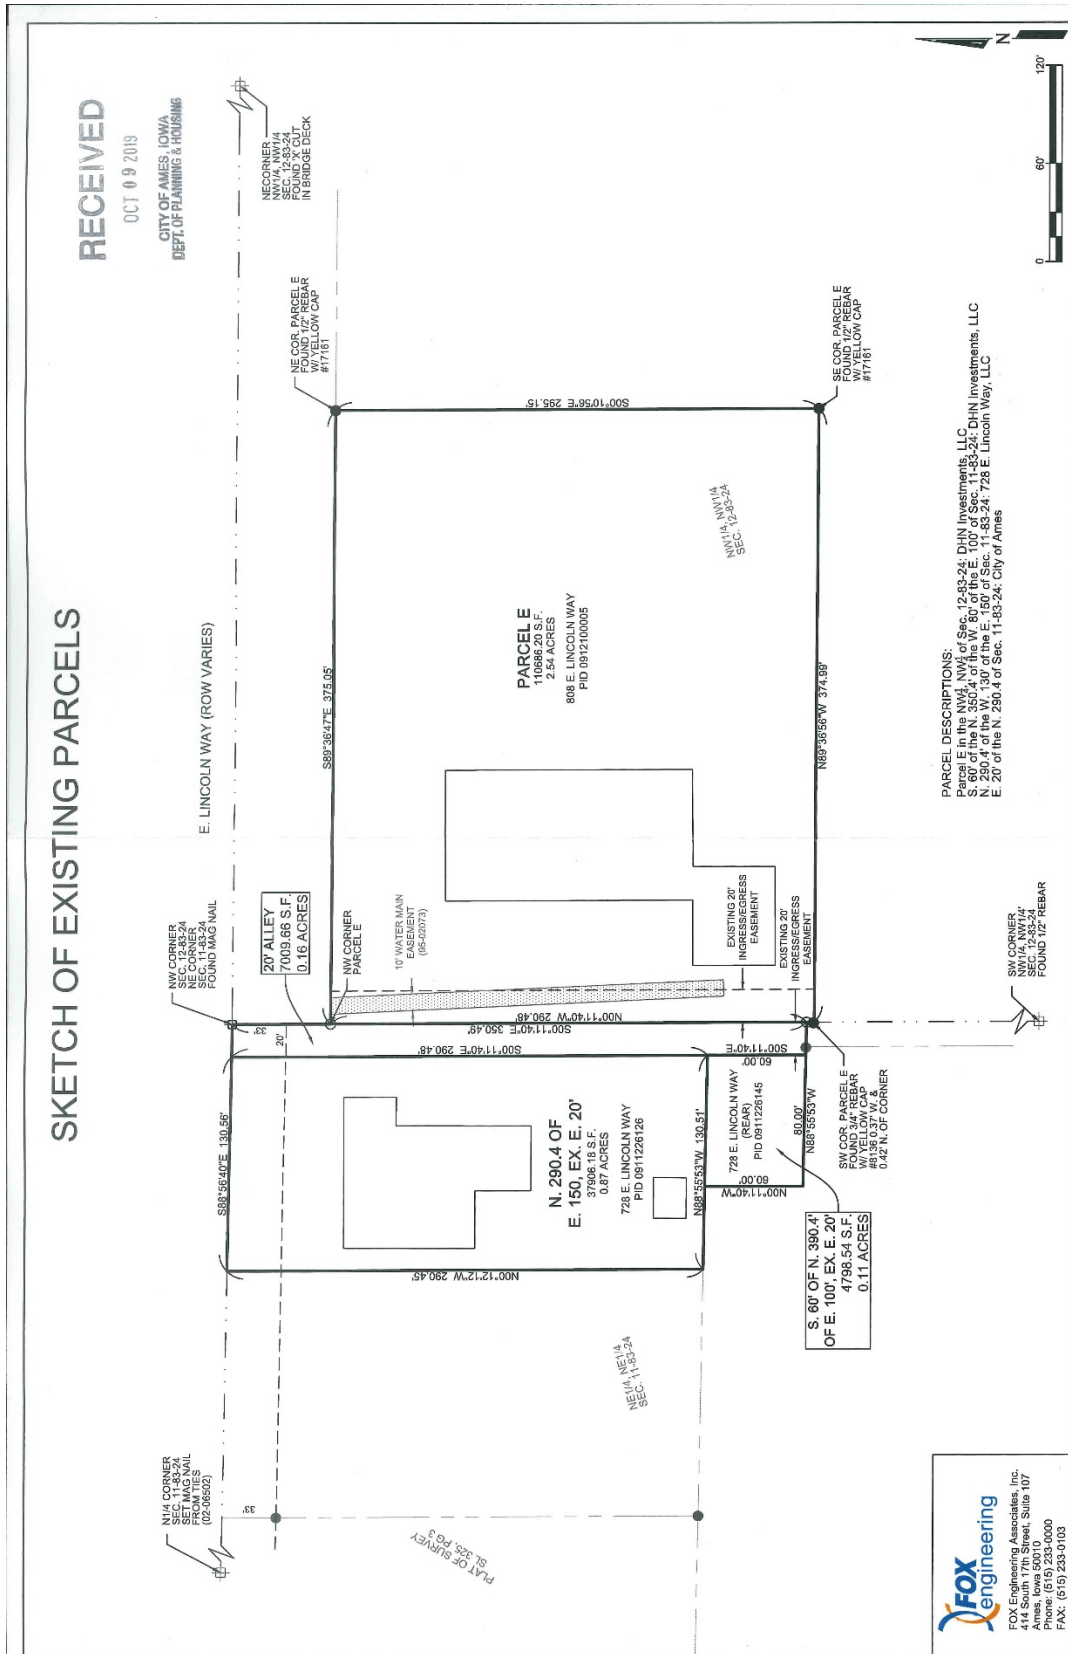 SKETCH OF EXISTING PARCELS
RECEIVED
OCT 09 2019
CITY OF AMES, IOWA
DEPT. OF PLANNING & HOUSING
N1/4 CORNER
SEC. 11-83-24
SET MAG NAIL
FROM TIES
(02-06502)
NW CORNER
SEC. 12-83-24
NE CORNER
SEC. 11-83-24
FOUND MAG NAIL
E. LINCOLN WAY (ROW VARIES)
NECORNER
NW1/4, NW1/4
SEC. 12-83-24
FOUND 'X' CUT
IN BRIDGE DECK
33'
S88°56'40"E 130.56'
33'
20'
20' ALLEY
7009.66 S.F.
0.16 ACRES
NW CORNER
PARCEL E
S89°36'47"E 375.05'
NE COR. PARCEL E
FOUND 1/2" REBAR
W/ YELLOW CAP
#17161
10' WATER MAIN
EASEMENT
(95-02073)
PLAT OF SURVEY
SL 325, PG 3
N00°12'12"W 290.45'
S00°11'40"E 290.48'
S00°11'40"E 350.49'
N00°11'40"W 290.48'
S00°10'56"E 295.15'
N. 290.4 OF
E. 150, EX. E. 20'
37906.18 S.F.
0.87 ACRES
728 E. LINCOLN WAY
PID 0911226126
PARCEL E
110686.20 S.F.
2.54 ACRES
808 E. LINCOLN WAY
PID 0912100005
NE1/4, NE1/4
SEC. 11-83-24
NW1/4, NW1/4
SEC. 12-83-24
N88°55'53"W 130.51'
N00°11'40"W
60.00'
728 E. LINCOLN WAY
(REAR)
PID 0911226145
S00°11'40"E
60.00'
80.00'
N88°55'53"W
EXISTING 20'
INGRESS/EGRESS
EASEMENT
EXISTING 20'
INGRESS/EGRESS
EASEMENT
N89°36'56"W 374.99'
SE COR. PARCEL E
FOUND 1/2" REBAR
W/ YELLOW CAP
#17161
S. 60' OF N. 390.4'
OF E. 100', EX. E. 20'
4798.54 S.F.
0.11 ACRES
SW COR. PARCEL E
FOUND 3/4" REBAR
W/ YELLOW CAP
#8136 0.37' W. &
0.42' N. OF CORNER
SW CORNER
NW1/4, NW1/4'
SEC. 12-83-24
FOUND 1/2" REBAR
PARCEL DESCRIPTIONS:
Parcel E in the NW¼, NW¼ of Sec. 12-83-24: DHN Investments, LLC
S. 60' of the N. 350.4' of the W. 80' of the E. 100' of Sec. 11-83-24: DHN Investments, LLC
N. 290.4' of the W. 130' of the E. 150' of Sec. 11-83-24: 728 E. Lincoln Way, LLC
E. 20' of the N. 290.4 of Sec. 11-83-24: City of Ames
N
0
60'
120'
FOX
engineering
FOX Engineering Associates, Inc.
414 South 17th Street, Suite 107
Ames, Iowa 50010
Phone: (515) 233-0000
FAX: (515) 233-0103